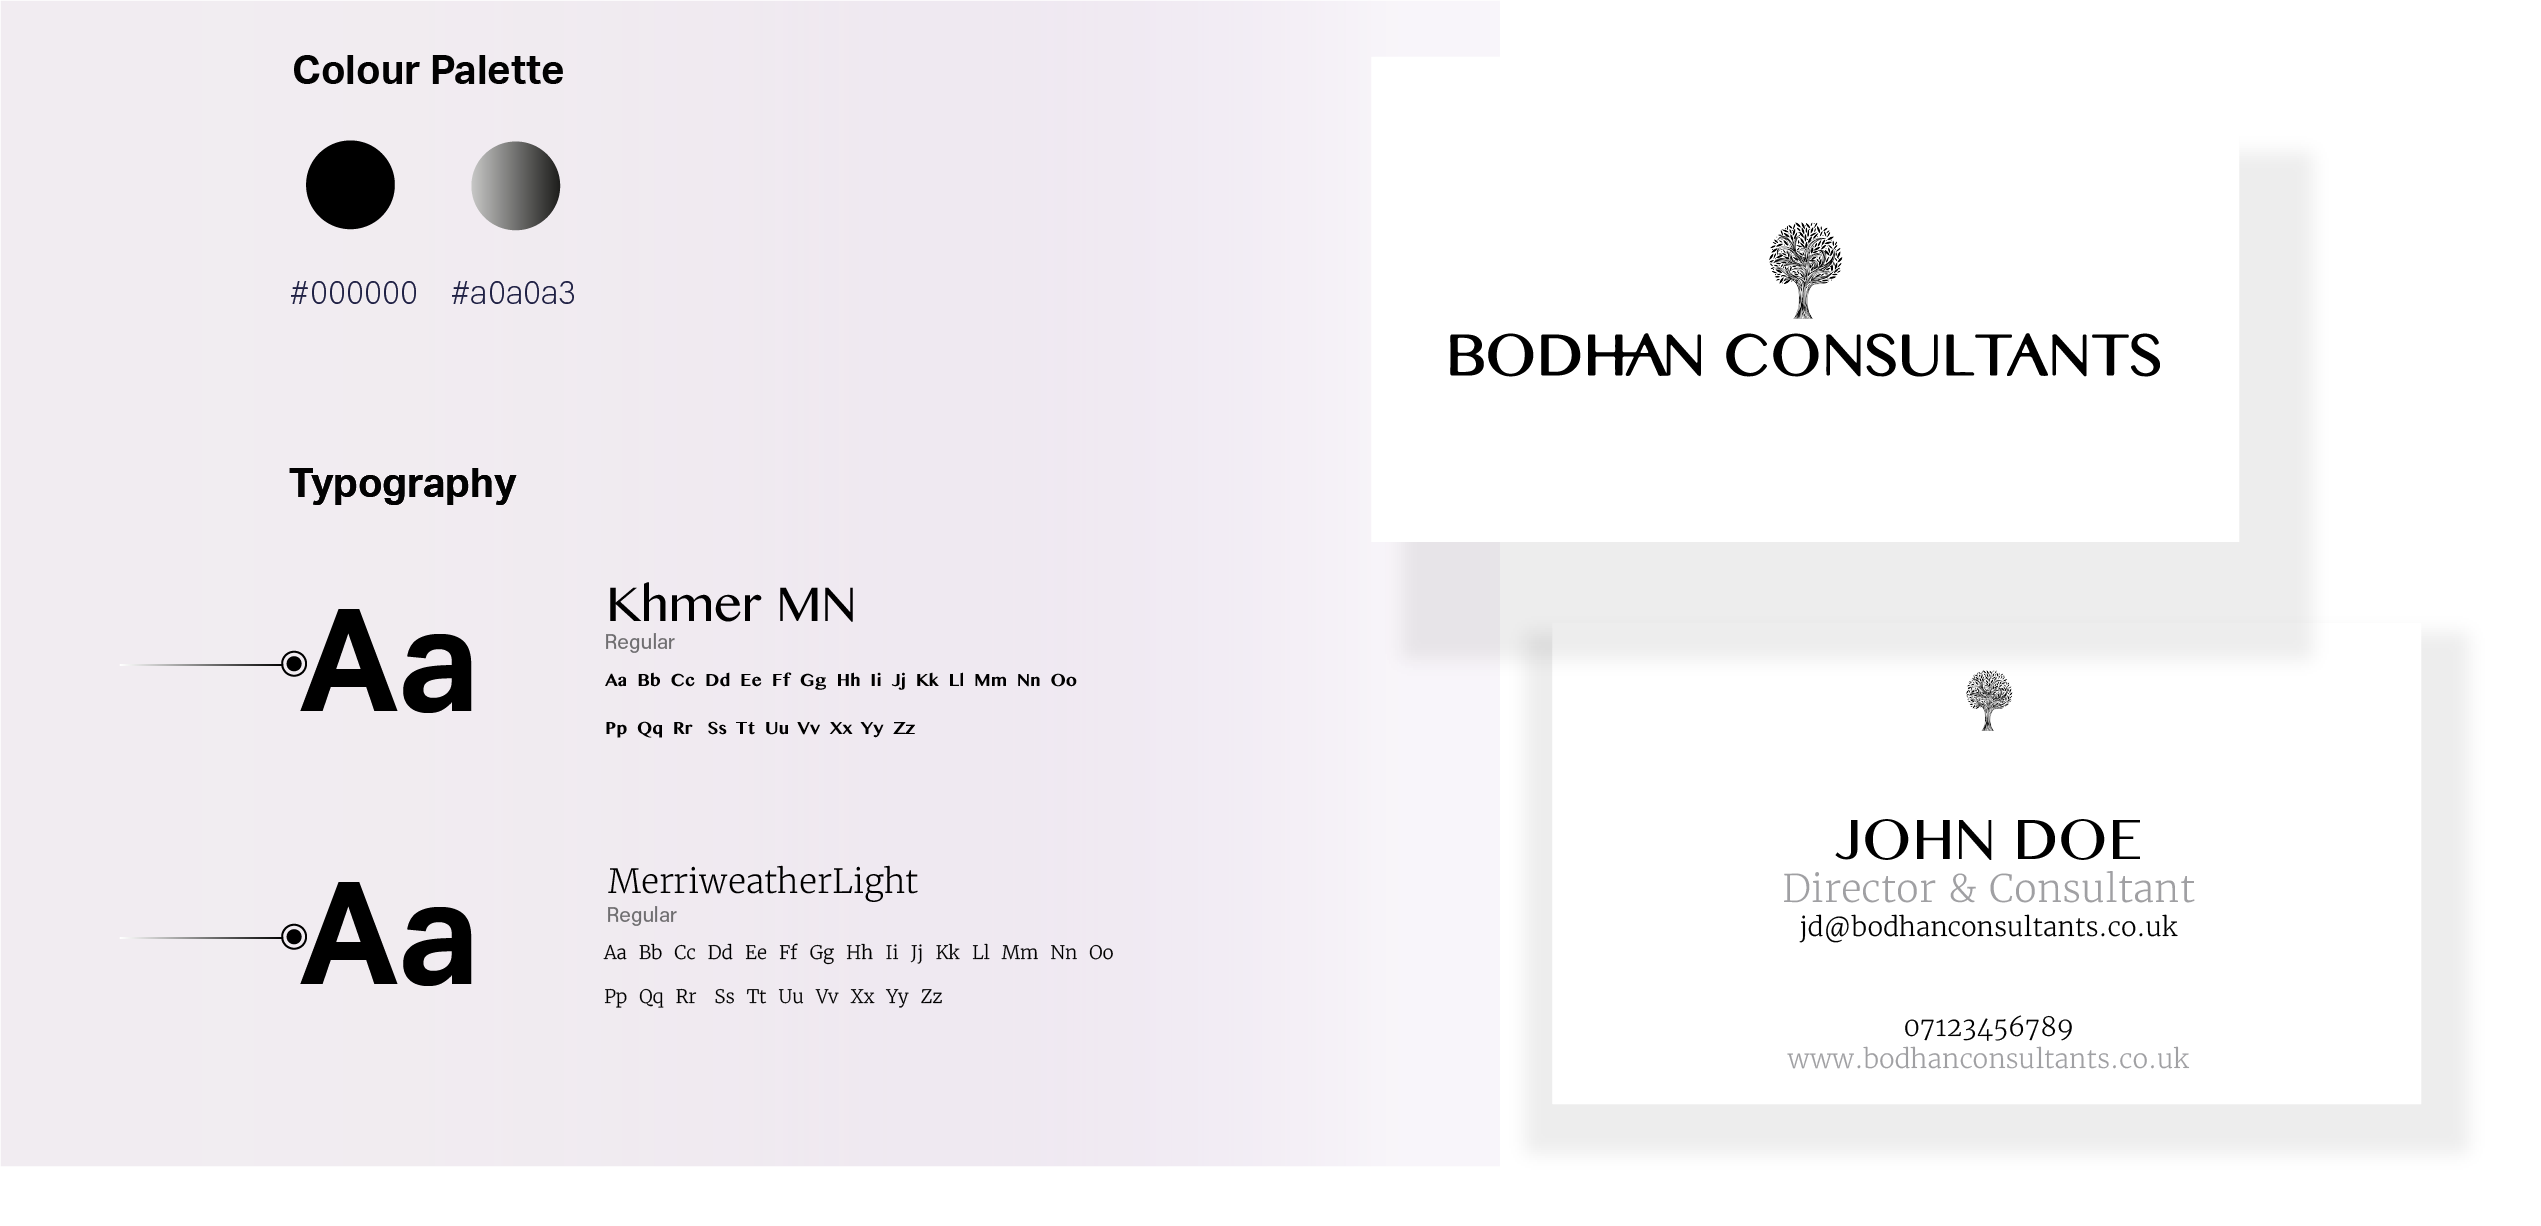 Colour Palette
#000000 #a0a0a3
Typography
Aa
Khmer MN
Regular
Aa Bb Cc Dd Ee Ff Gg Hh Ii Jj Kk Ll Mm Nn Oo
Pp Qq Rr Ss Tt Uu Vv Xx Yy Zz
Aa
MerriweatherLight
Regular
Aa Bb Cc Dd Ee Ff Gg Hh Ii Jj Kk Ll Mm Nn Oo
Pp Qq Rr Ss Tt Uu Vv Xx Yy Zz
BODHAN CONSULTANTS
JOHN DOE
Director & Consultant
jd@bodhanconsultants.co.uk
07123456789
www.bodhanconsultants.co.uk